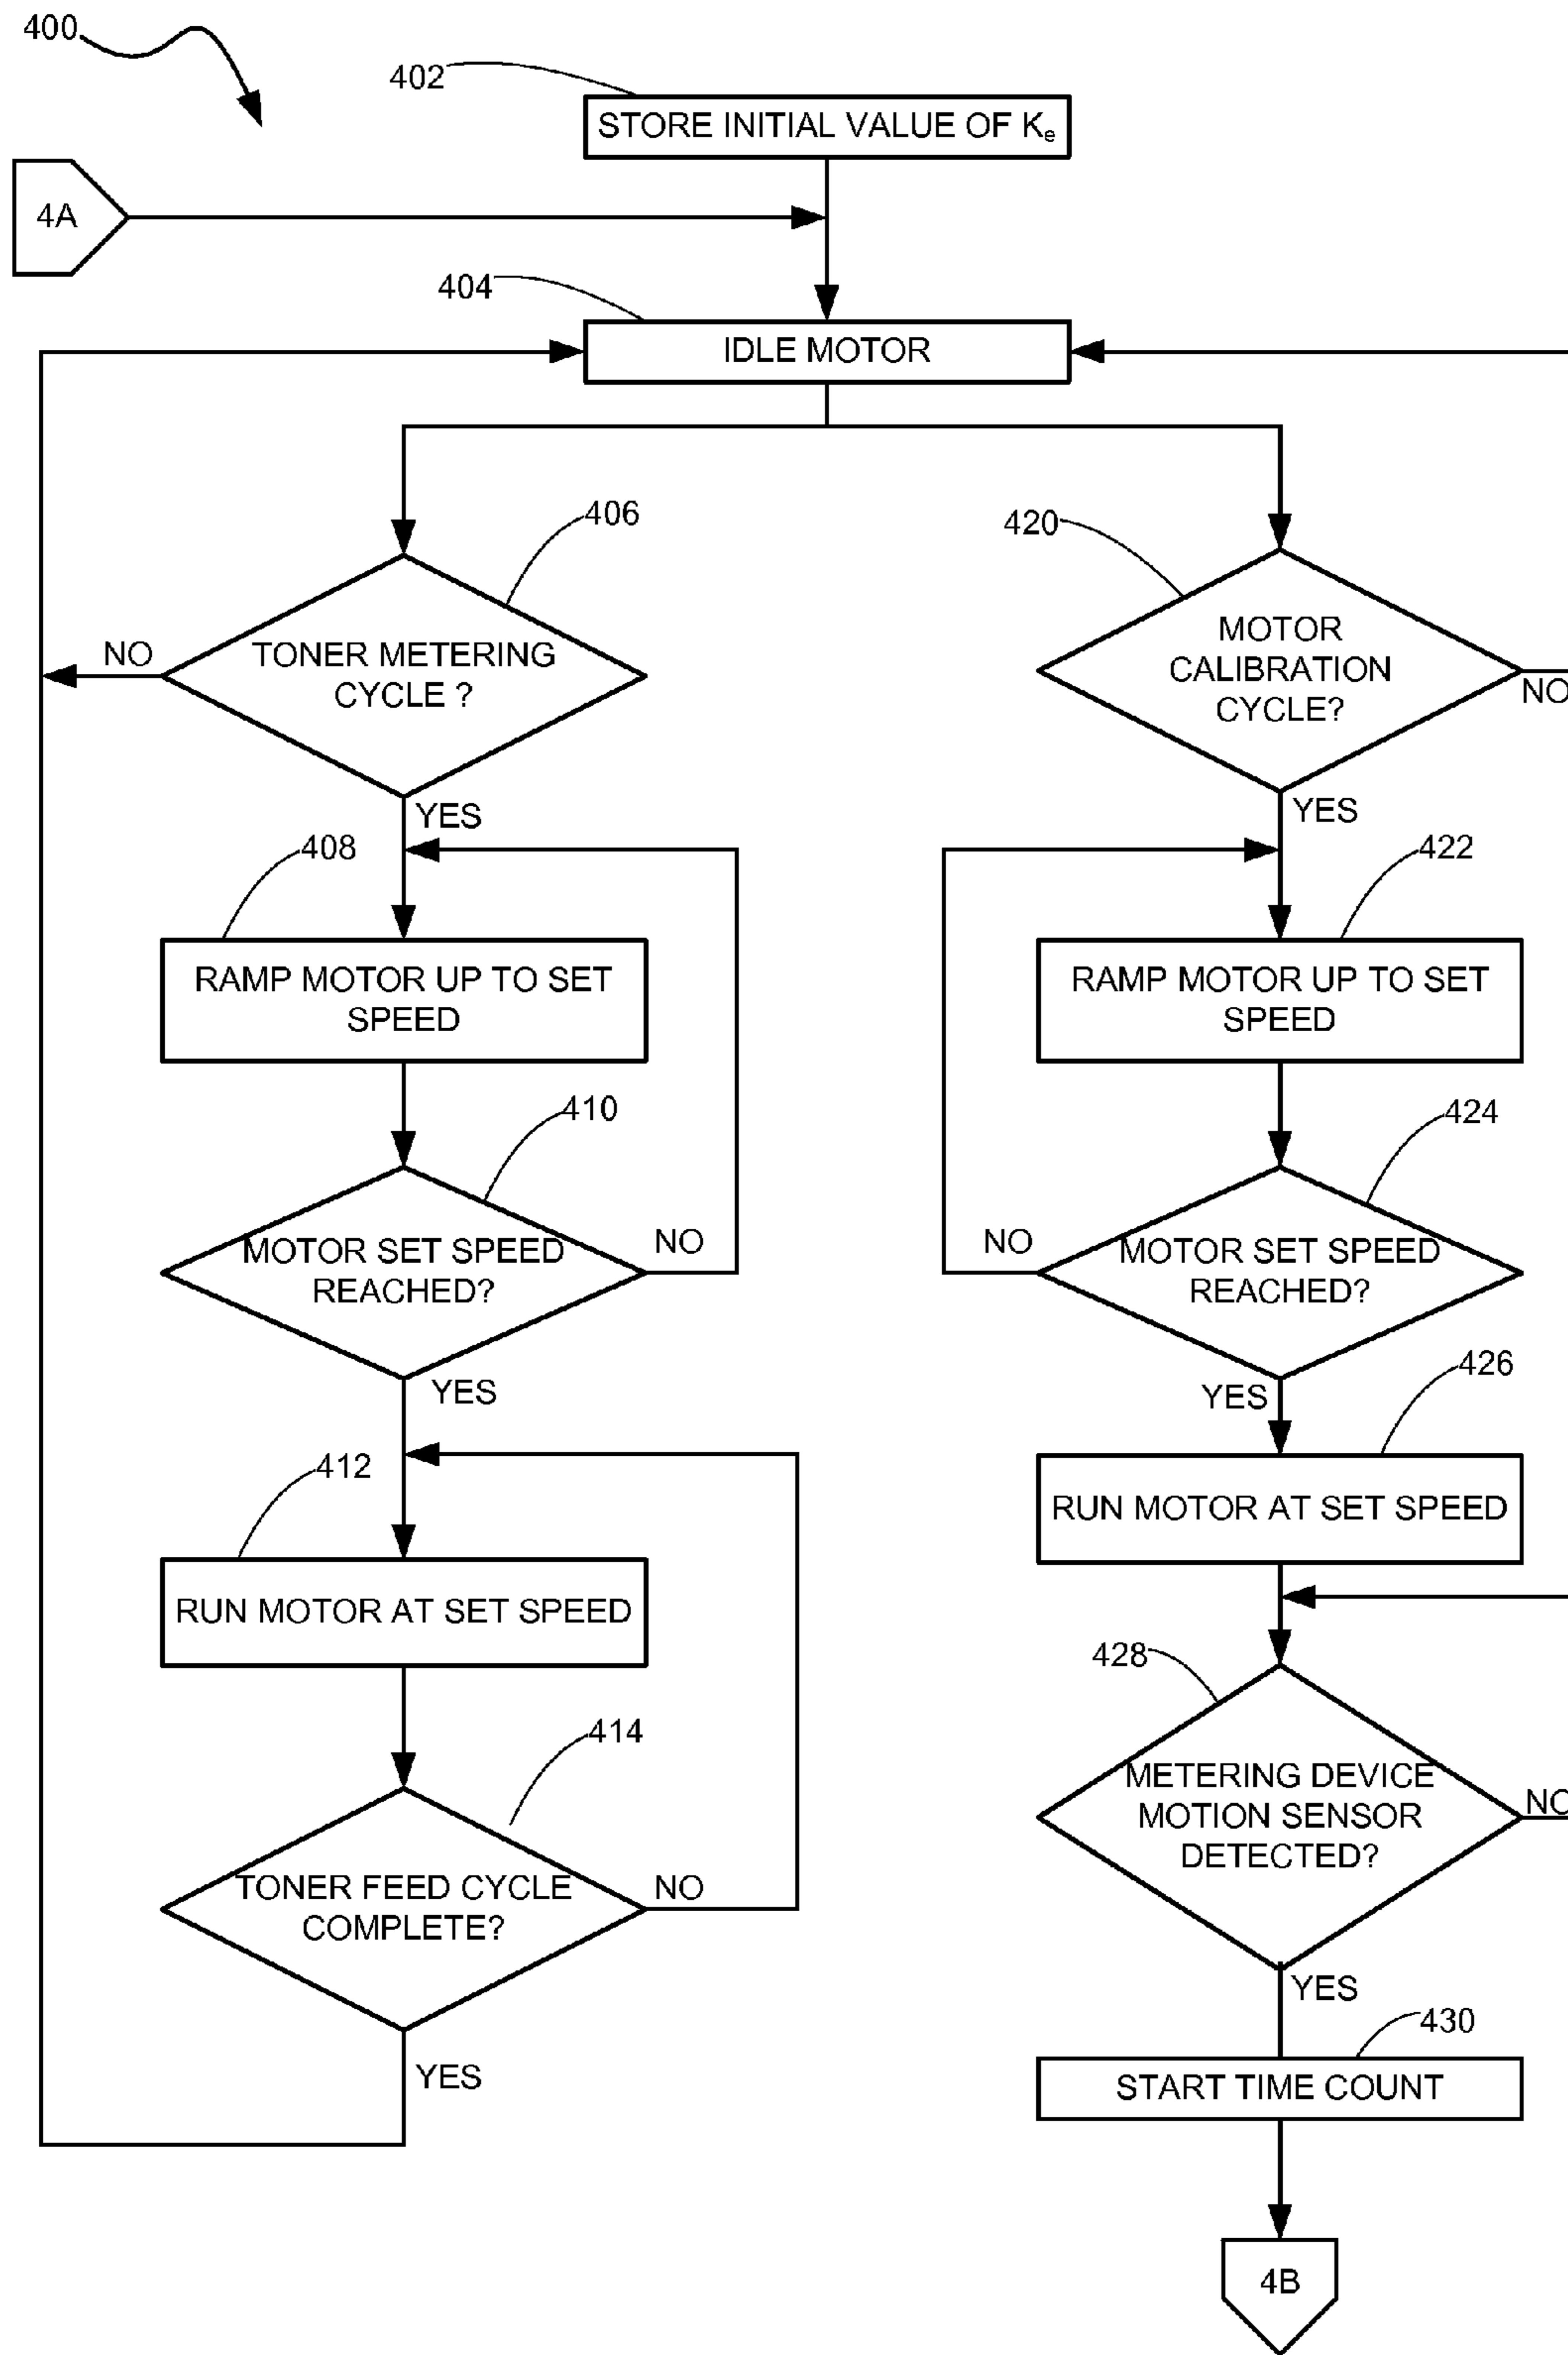 400
402
STORE INITIAL VALUE OF Ke
4A
404
IDLE MOTOR
406
TONER METERING
CYCLE ?
NO
YES
408
RAMP MOTOR UP TO SET
SPEED
410
MOTOR SET SPEED
REACHED?
NO
YES
412
RUN MOTOR AT SET SPEED
414
TONER FEED CYCLE
COMPLETE?
NO
YES
420
MOTOR
CALIBRATION
CYCLE?
NO
YES
422
RAMP MOTOR UP TO SET
SPEED
424
MOTOR SET SPEED
REACHED?
NO
YES
426
RUN MOTOR AT SET SPEED
428
METERING DEVICE
MOTION SENSOR
DETECTED?
NO
YES
430
START TIME COUNT
4B